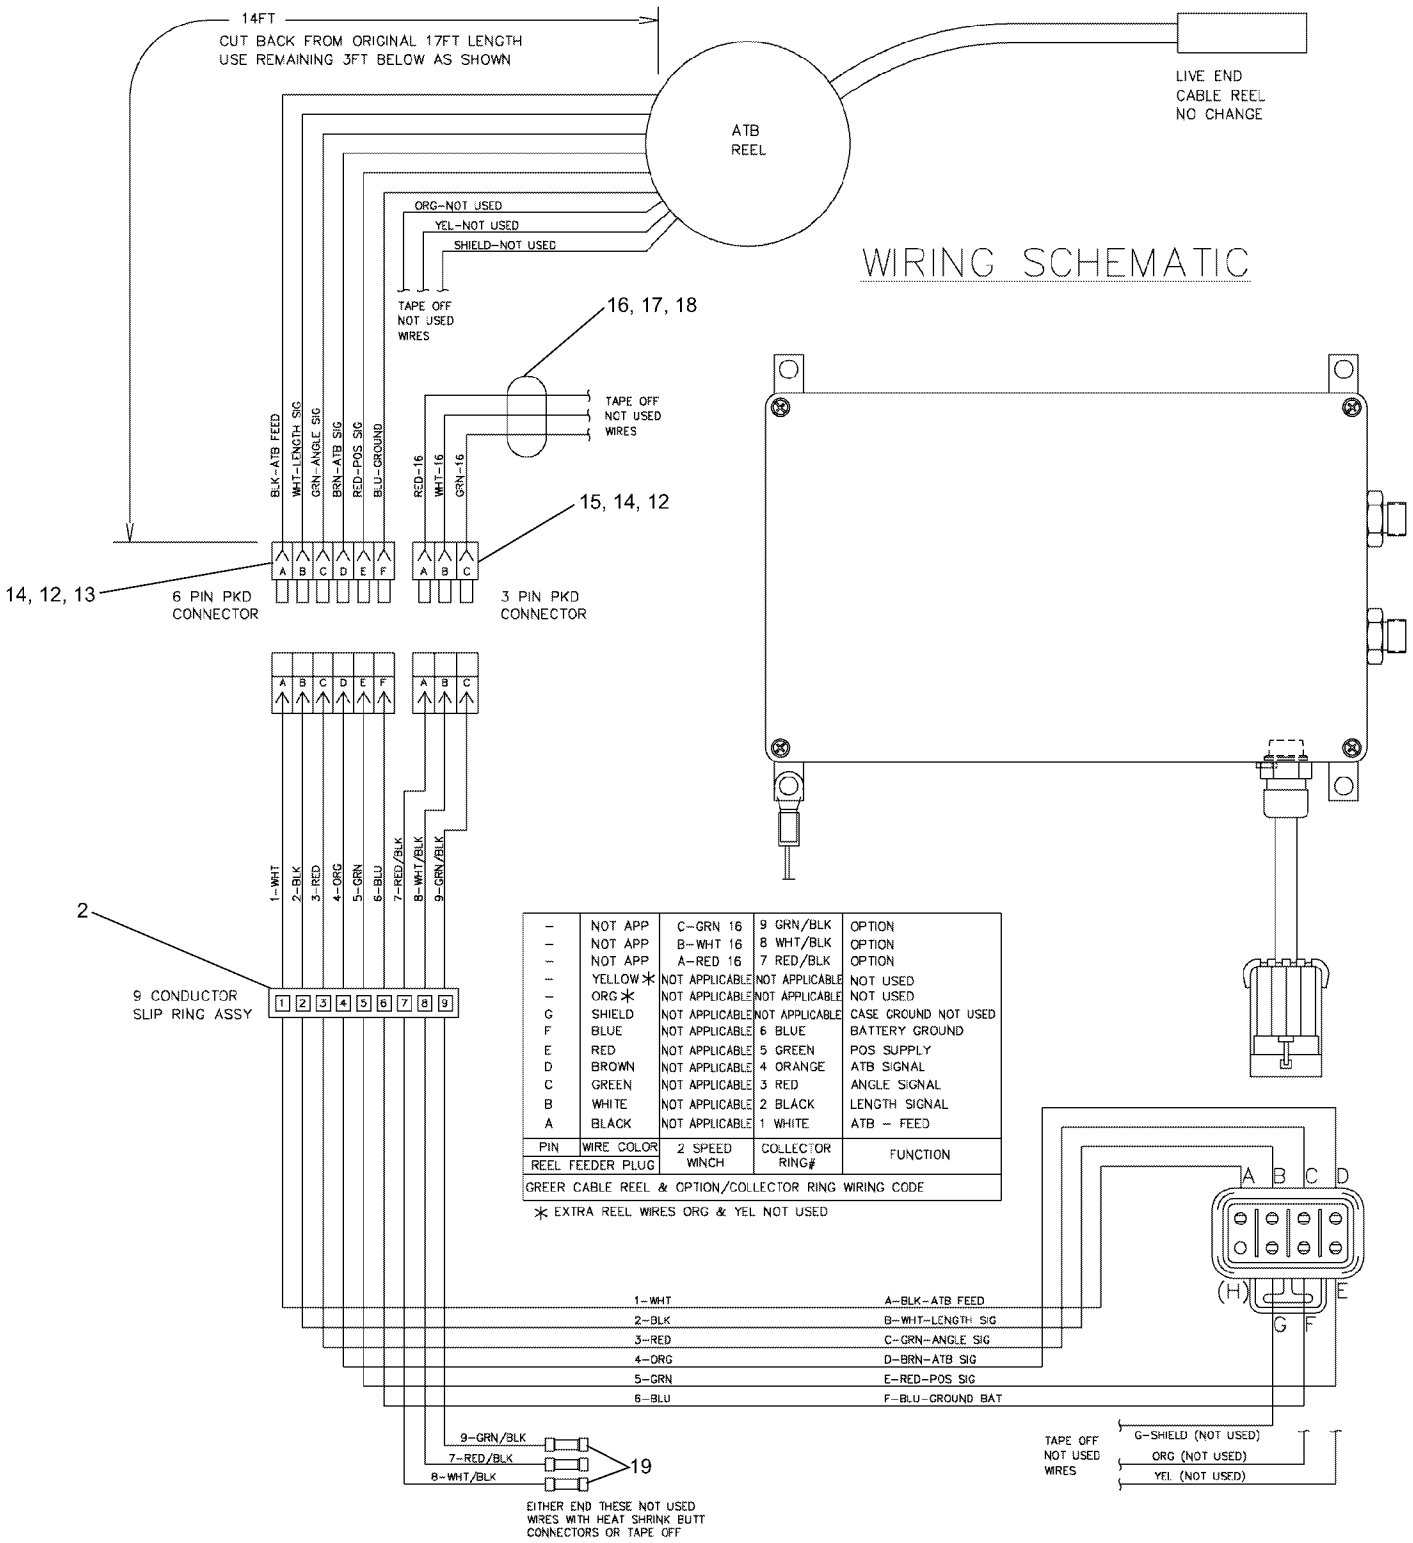 14FT
CUT BACK FROM ORIGINAL 17FT LENGTH
USE REMAINING 3FT BELOW AS SHOWN
LIVE END
CABLE REEL
NO CHANGE
ATB
REEL
ORG-NOT USED
YEL-NOT USED
SHIELD-NOT USED
WIRING SCHEMATIC
TAPE OFF
NOT USED
WIRES
16, 17, 18
TAPE OFF
NOT USED
WIRES
BLK-ATB FEED
WHT-LENGTH SIG
GRN-ANGLE SIG
BRN-ATB SIG
RED-POS SIG
BLU-GROUND
RED-16
WHT-16
GRN-16
15, 14, 12
A B C D E F
A B C
14, 12, 13
6 PIN PKD
CONNECTOR
3 PIN PKD
CONNECTOR
A B C D E F
A B C
1-WHT
2-BLK
3-RED
4-ORG
5-GRN
6-BLU
7-RED/BLK
8-WHT/BLK
9-GRN/BLK
2
9 CONDUCTOR
SLIP RING ASSY
1 2 3 4 5 6 7 8 9
- NOT APP C-GRN 16 9 GRN/BLK OPTION
- NOT APP B-WHT 16 8 WHT/BLK OPTION
- NOT APP A-RED 16 7 RED/BLK OPTION
- YELLOW* NOT APPLICABLE NOT APPLICABLE NOT USED
- ORG* NOT APPLICABLE NOT APPLICABLE NOT USED
G SHIELD NOT APPLICABLE NOT APPLICABLE CASE GROUND NOT USED
F BLUE NOT APPLICABLE 6 BLUE BATTERY GROUND
E RED NOT APPLICABLE 5 GREEN POS SUPPLY
D BROWN NOT APPLICABLE 4 ORANGE ATB SIGNAL
C GREEN NOT APPLICABLE 3 RED ANGLE SIGNAL
B WHITE NOT APPLICABLE 2 BLACK LENGTH SIGNAL
A BLACK NOT APPLICABLE 1 WHITE ATB - FEED
PIN WIRE COLOR 2 SPEED WINCH COLLECTOR RING# FUNCTION
REEL FEEDER PLUG
GREER CABLE REEL & OPTION/COLLECTOR RING WIRING CODE
* EXTRA REEL WIRES ORG & YEL NOT USED
A B C D
(H) E
G F
1-WHT A-BLK-ATB FEED
2-BLK B-WHT-LENGTH SIG
3-RED C-GRN-ANGLE SIG
4-ORG D-BRN-ATB SIG
5-GRN E-RED-POS SIG
6-BLU F-BLU-GROUND BAT
9-GRN/BLK
7-RED/BLK
8-WHT/BLK
19
EITHER END THESE NOT USED
WIRES WITH HEAT SHRINK BUTT
CONNECTORS OR TAPE OFF
TAPE OFF
NOT USED
WIRES
G-SHIELD (NOT USED)
ORG (NOT USED)
YEL (NOT USED)